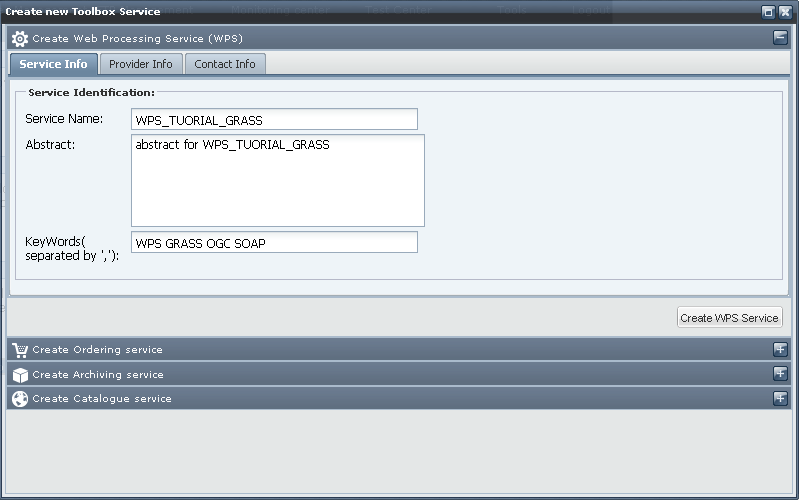 Create new Toolbox Service
Create Web Processing Service (WPS)
Service Info Provider Info Contact Info
Service Identification:
Service Name: WPS_TUORIAL_GRASS
Abstract: abstract for WPS_TUORIAL_GRASS
KeyWords(
separated by ','): WPS GRASS OGC SOAP
Create WPS Service
Create Ordering service
Create Archiving service
Create Catalogue service